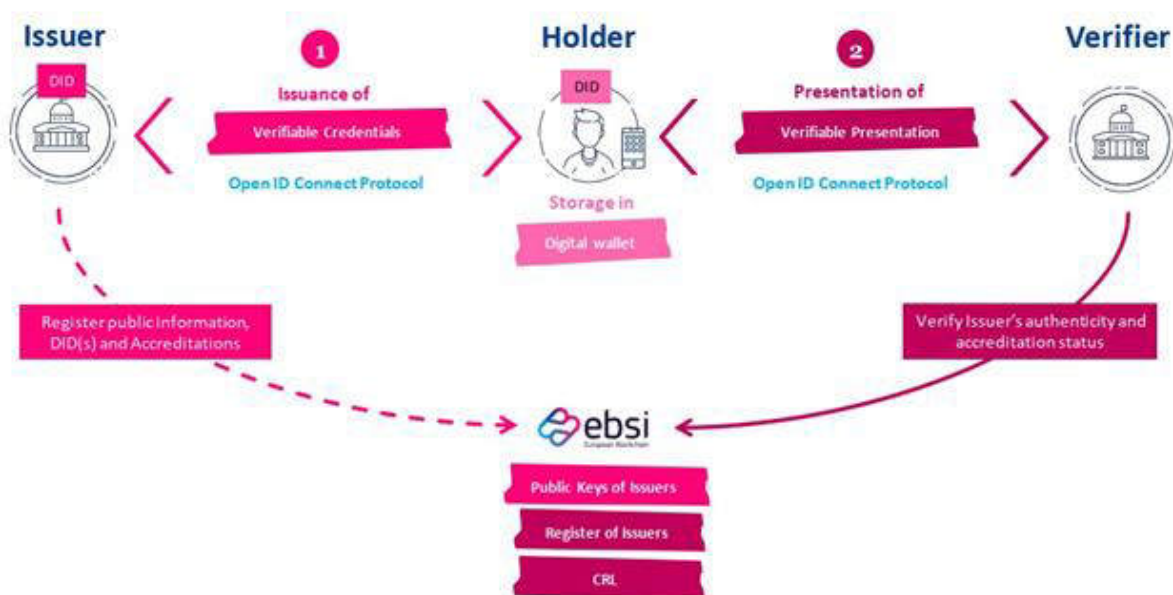 Issuer
1
Holder
2
Verifier
DID
DID
Issuance of
Verifiable Credentials
Open ID Connect Protocol
Presentation of
Verifiable Presentation
Open ID Connect Protocol
Storage in
Digital wallet
Register public information,
DID(s) and Accreditations
Verify Issuer's authenticity and
accreditation status
ebsi
European Blockchain
Public Keys of Issuers
Register of Issuers
CRL